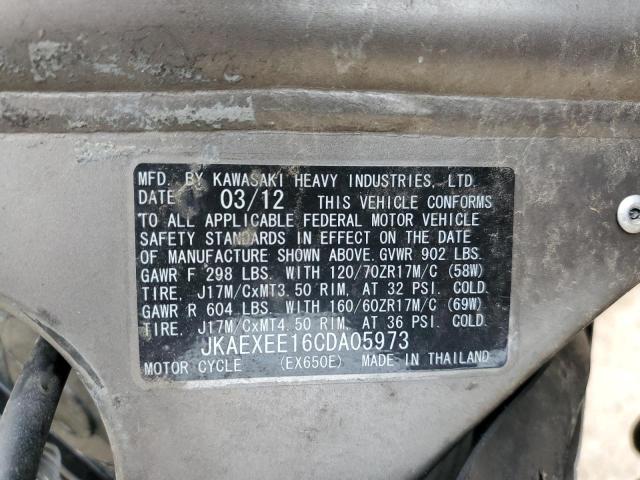 MFD. BY KAWASAKI HEAVY INDUSTRIES, LTD.
DATE 03/12 THIS VEHICLE CONFORMS
TO ALL APPLICABLE FEDERAL MOTOR VEHICLE
SAFETY STANDARDS IN EFFECT ON THE DATE
OF MANUFACTURE SHOWN ABOVE. GVWR 902 LBS.
GAWR F 298 LBS. WITH 120/70ZR17M/C (58W)
TIRE, J17M/CxMT3.50 RIM, AT 32 PSI. COLD.
GAWR R 604 LBS. WITH 160/60ZR17M/C (69W)
TIRE, J17M/CxMT4.50 RIM, AT 36 PSI. COLD.
JKAEXEE16CDA05973
MOTOR CYCLE (EX650E) MADE IN THAILAND